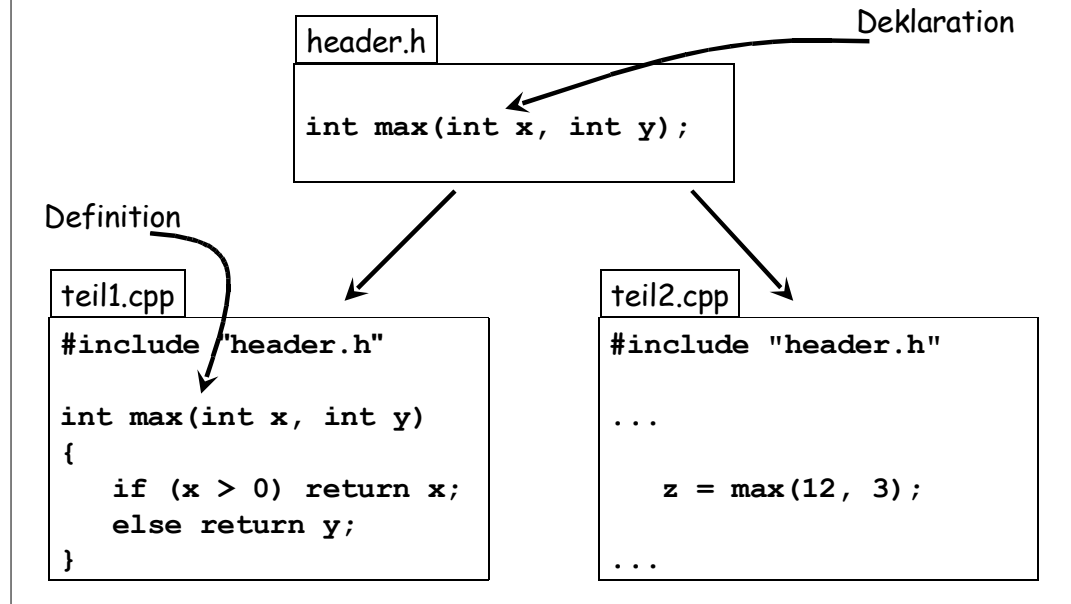 Deklaration
header.h
int max(int x, int y);
Definition
teil1.cpp
#include "header.h"
int max(int x, int y)
{
if (x > 0) return x;
else return y;
}
teil2.cpp
#include "header.h"
...
z = max(12, 3);
...